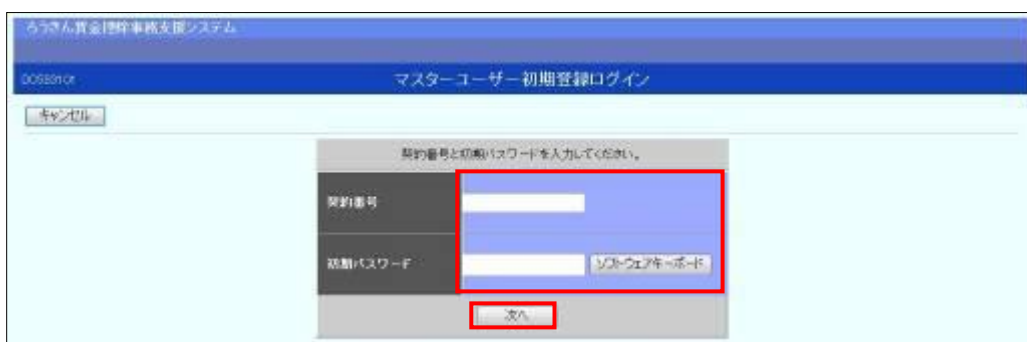 ろうきん賃金控除事務支援システム
マスターユーザー初期登録ログイン
キャンセル
契約番号と初期パスワードを入力してください。
契約番号
初期パスワード
ソフトウェアキーボード
次へ